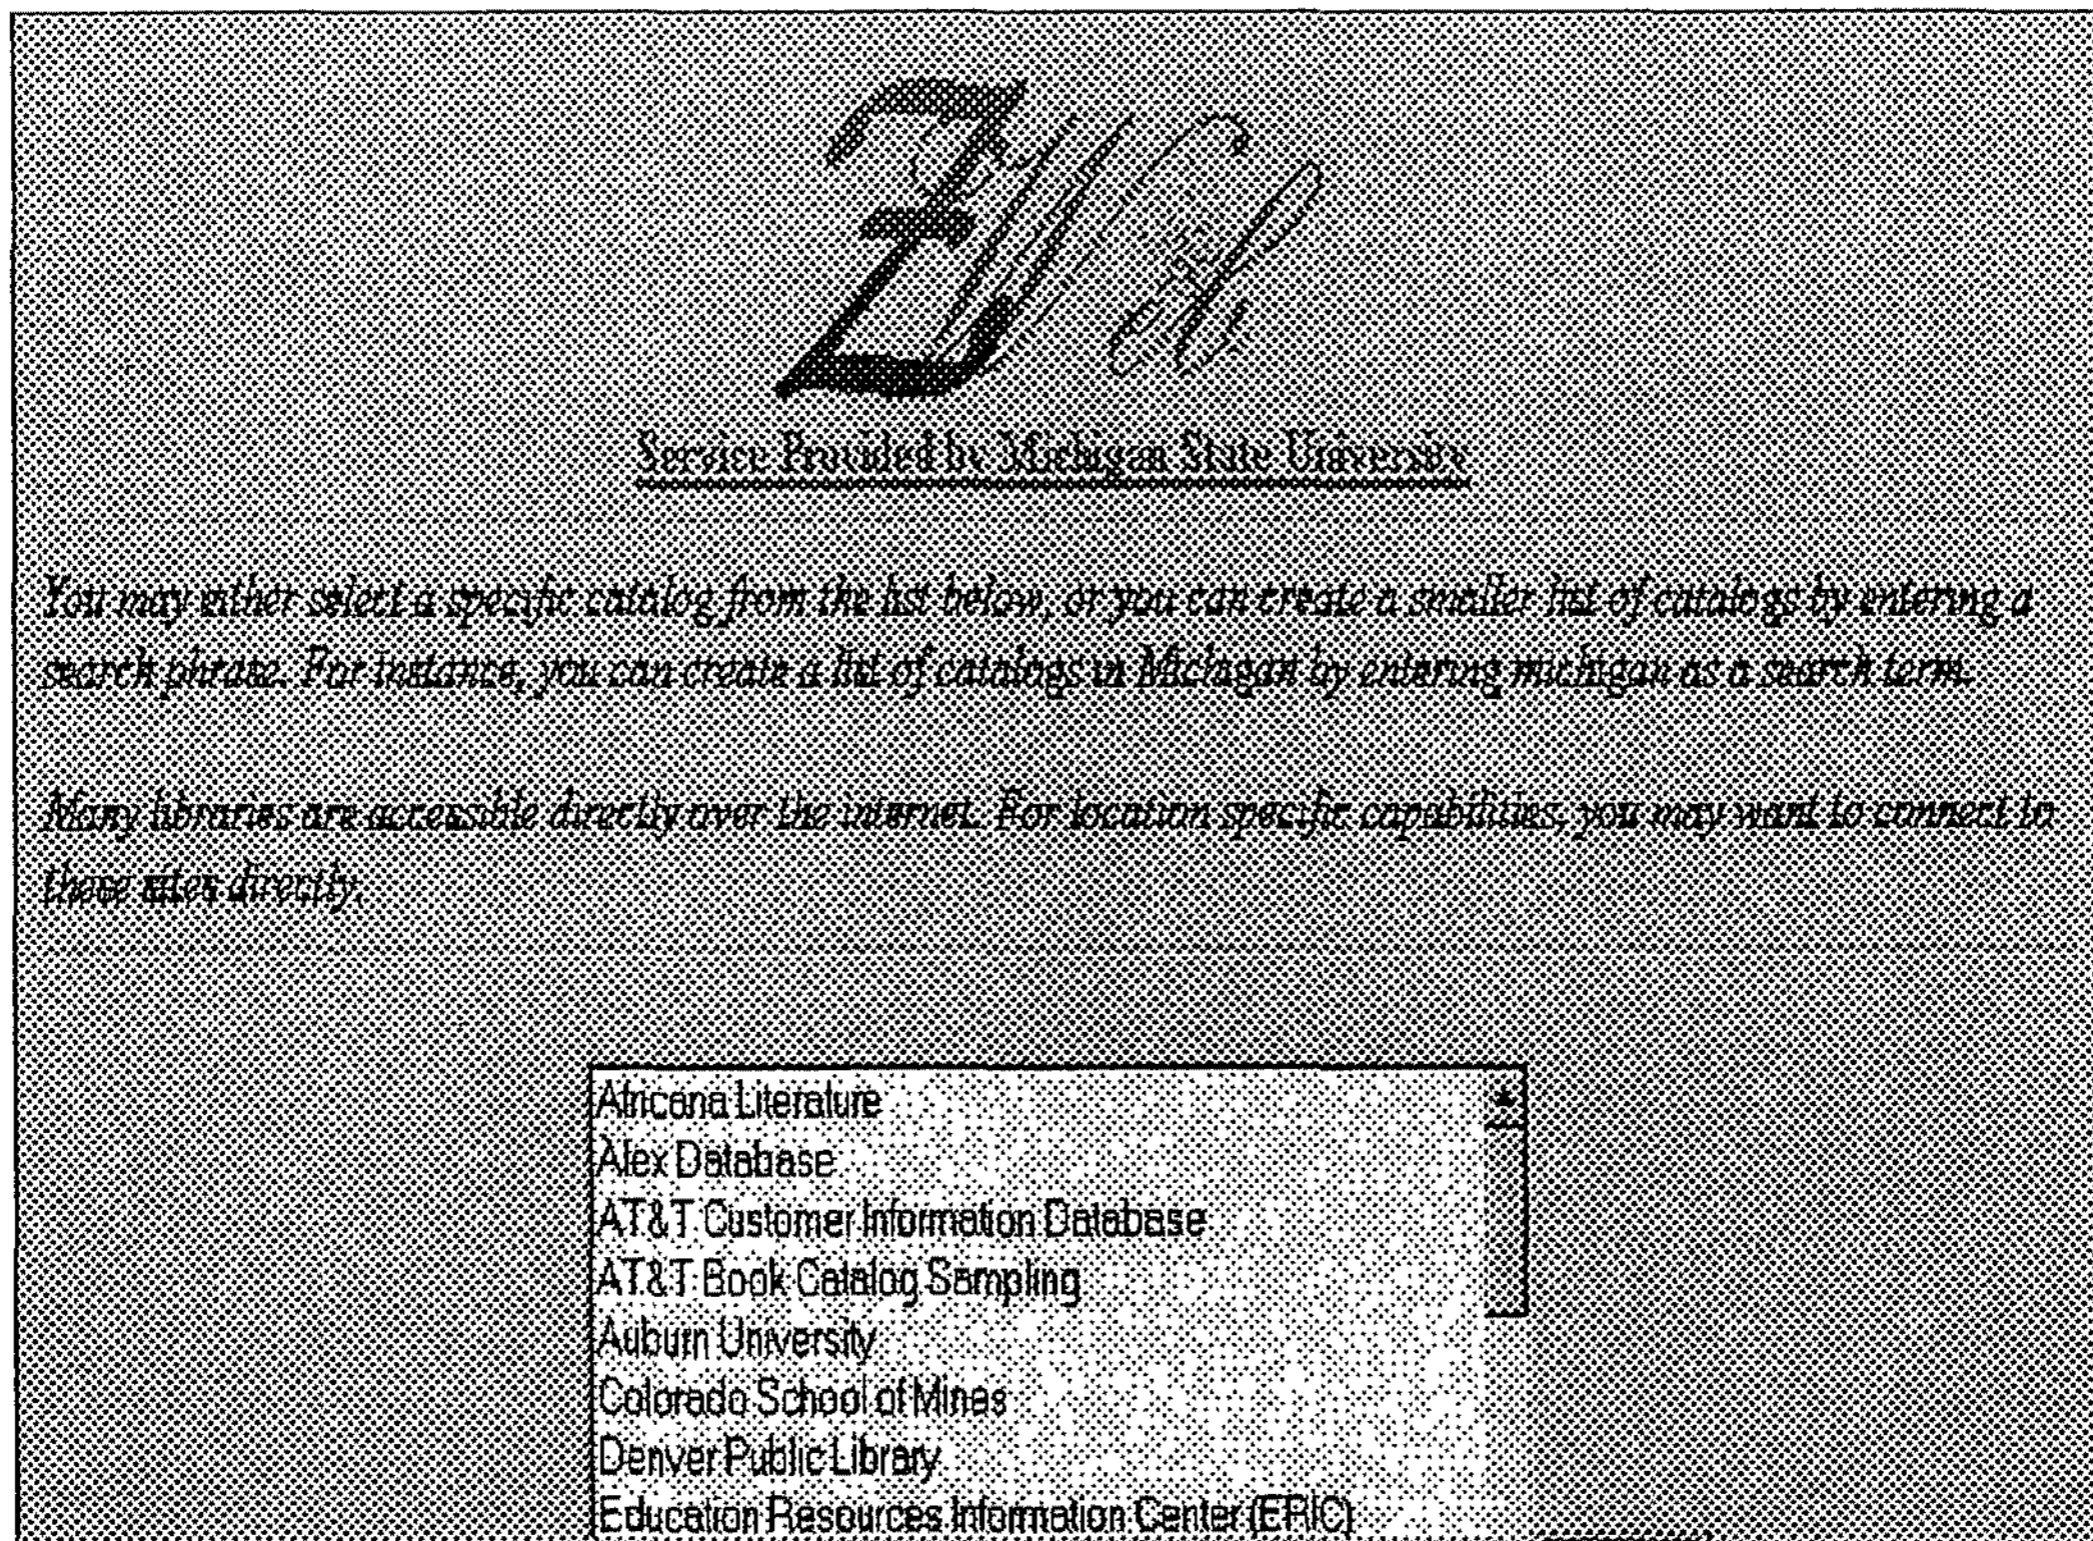 Service Provided by Michigan State University
You may either select a specific catalog from the list below, or you can create a smaller list of catalogs by entering a
search phrase. For instance, you can create a list of catalogs in Michigan by entering michigan as a search term.
Many libraries are accessible directly over the internet. For location specific capabilities, you may want to connect to
these sites directly.
Africana Literature
Alex Database
AT&T Customer Information Database
AT&T Book Catalog Sampling
Auburn University
Colorado School of Mines
Denver Public Library
Education Resources Information Center (ERIC)